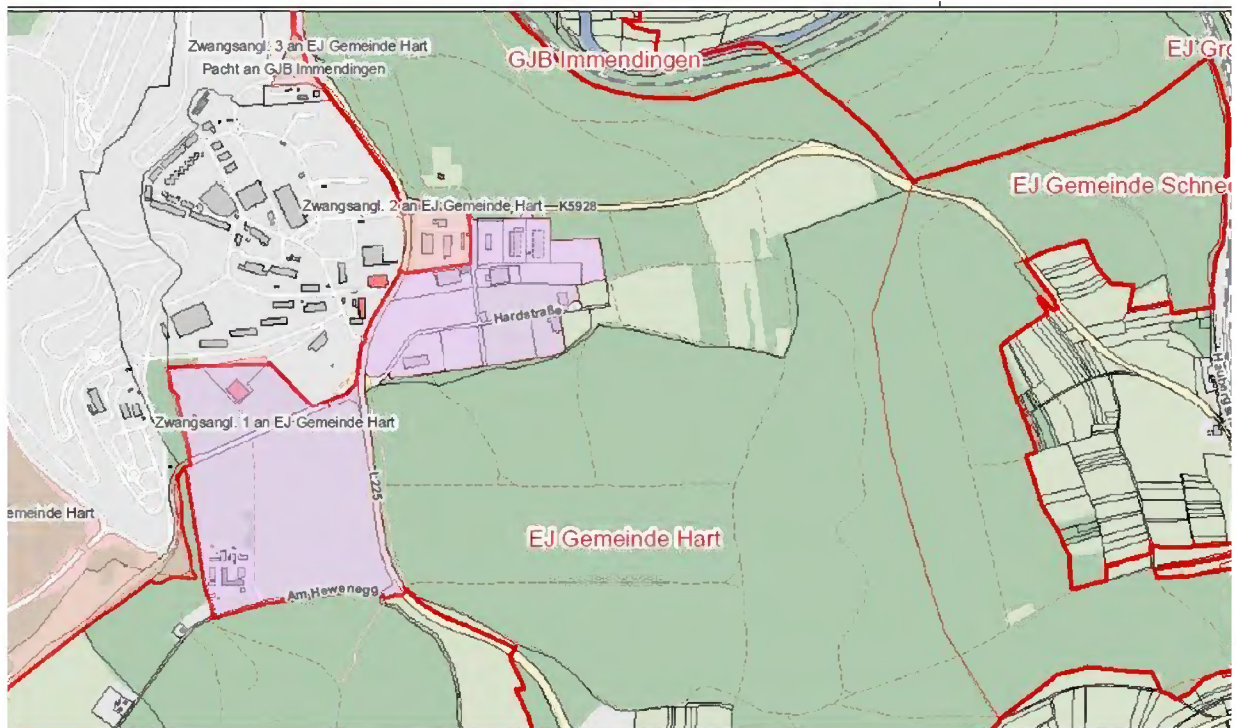 Zwangsangl. 3 an EJ Gemeinde Hart
Pacht an GJB Immendingen
GJB Immendingen
EJ Gro
EJ Gemeinde Schnee
Zwangsangl. 2 an EJ Gemeinde Hart
K5928
Hardstraße
Zwangsangl. 1 an EJ Gemeinde Hart
L225
emeinde Hart
EJ Gemeinde Hart
Am Hewenegg